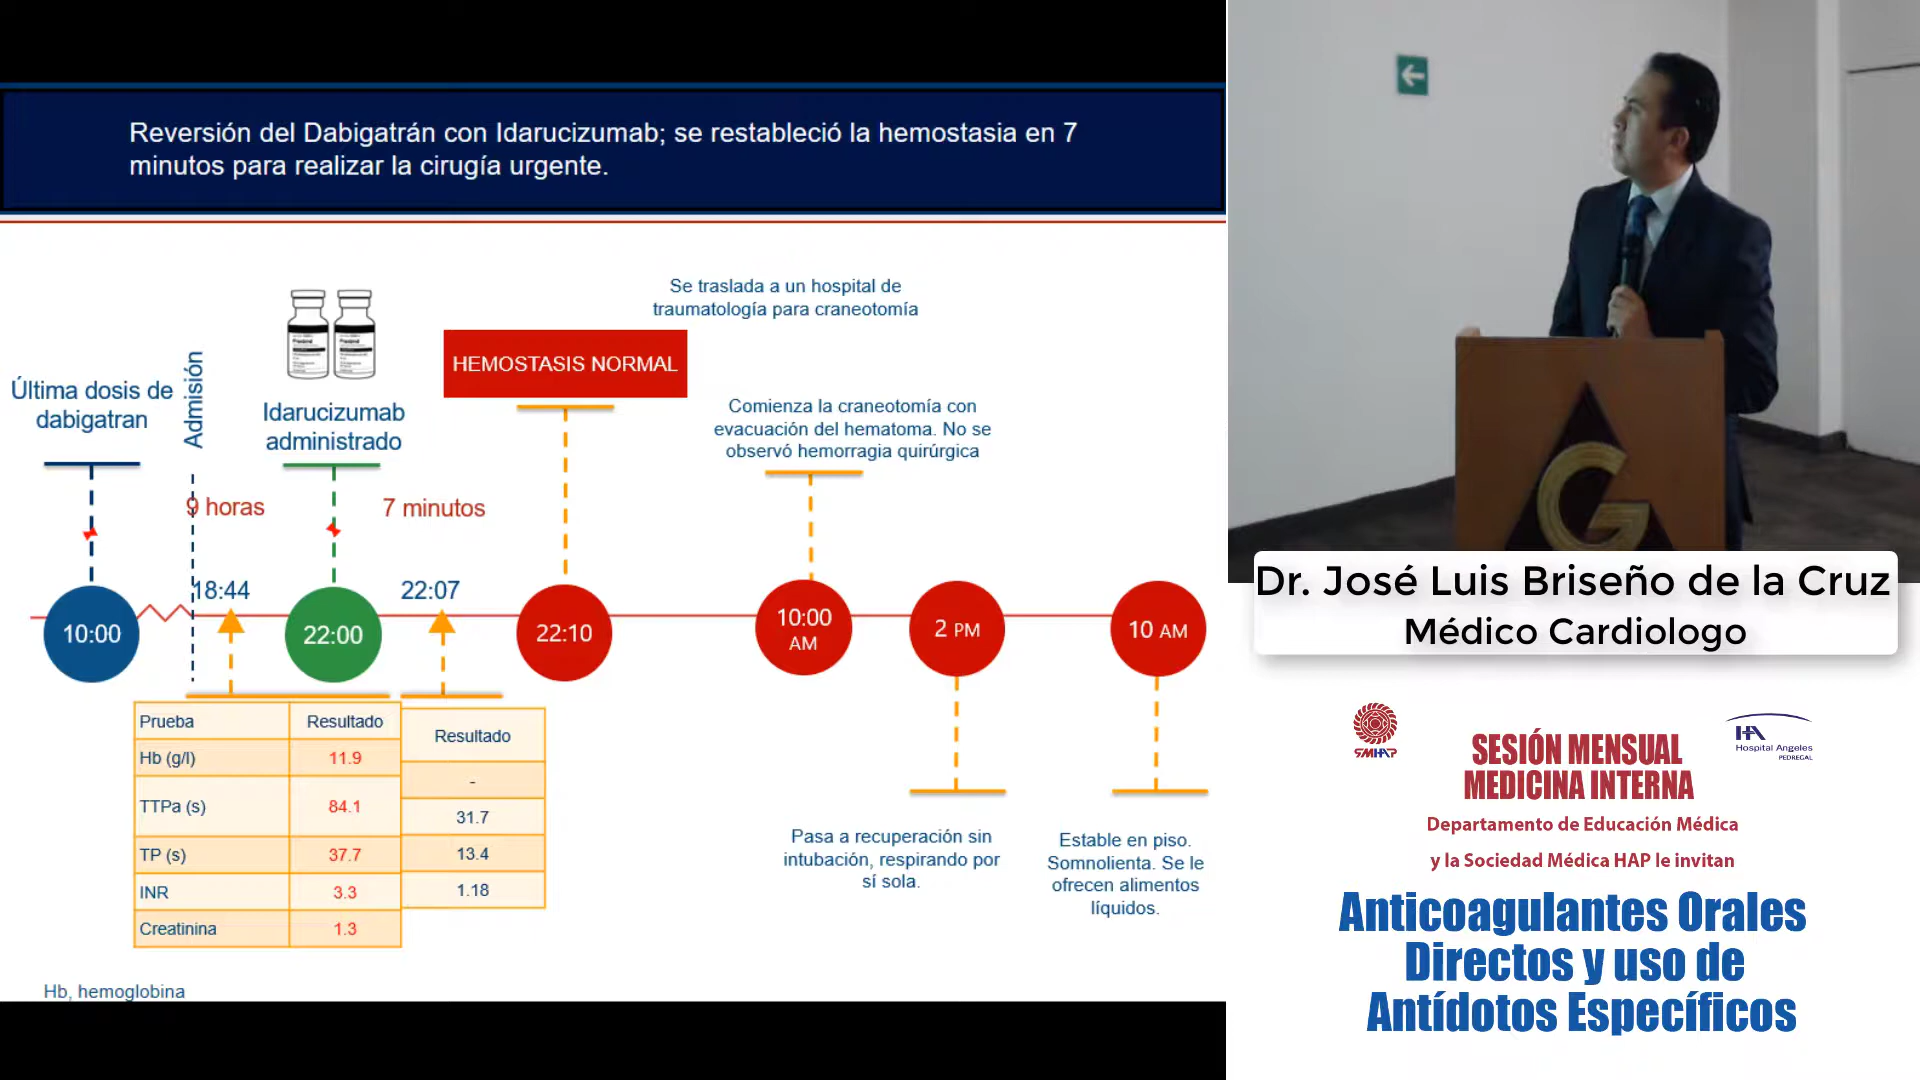 Reversión del Dabigatrán con Idarucizumab; se restableció la hemostasia en 7
minutos para realizar la cirugía urgente.
Se traslada a un hospital de
traumatología para craneotomía
HEMOSTASIS NORMAL
Última dosis de
dabigatran
Admisión
Idarucizumab
administrado
Comienza la craneotomía con
evacuación del hematoma. No se
observó hemorragia quirúrgica
9 horas
7 minutos
18:44
22:07
10:00
22:00
22:10
10:00
AM
2 PM
10 AM
Prueba Resultado Resultado
Hb (g/l) 11.9 -
TTPa (s) 84.1 31.7
TP (s) 37.7 13.4
INR 3.3 1.18
Creatinina 1.3
Pasa a recuperación sin
intubación, respirando por
sí sola.
Estable en piso.
Somnolienta. Se le
ofrecen alimentos
líquidos.
Hb, hemoglobina
G
Dr. José Luis Briseño de la Cruz
Médico Cardiologo
SMHAP
HA
Hospital Angeles
PEDREGAL
SESIÓN MENSUAL
MEDICINA INTERNA
Departamento de Educación Médica
y la Sociedad Médica HAP le invitan
Anticoagulantes Orales
Directos y uso de
Antídotos Específicos